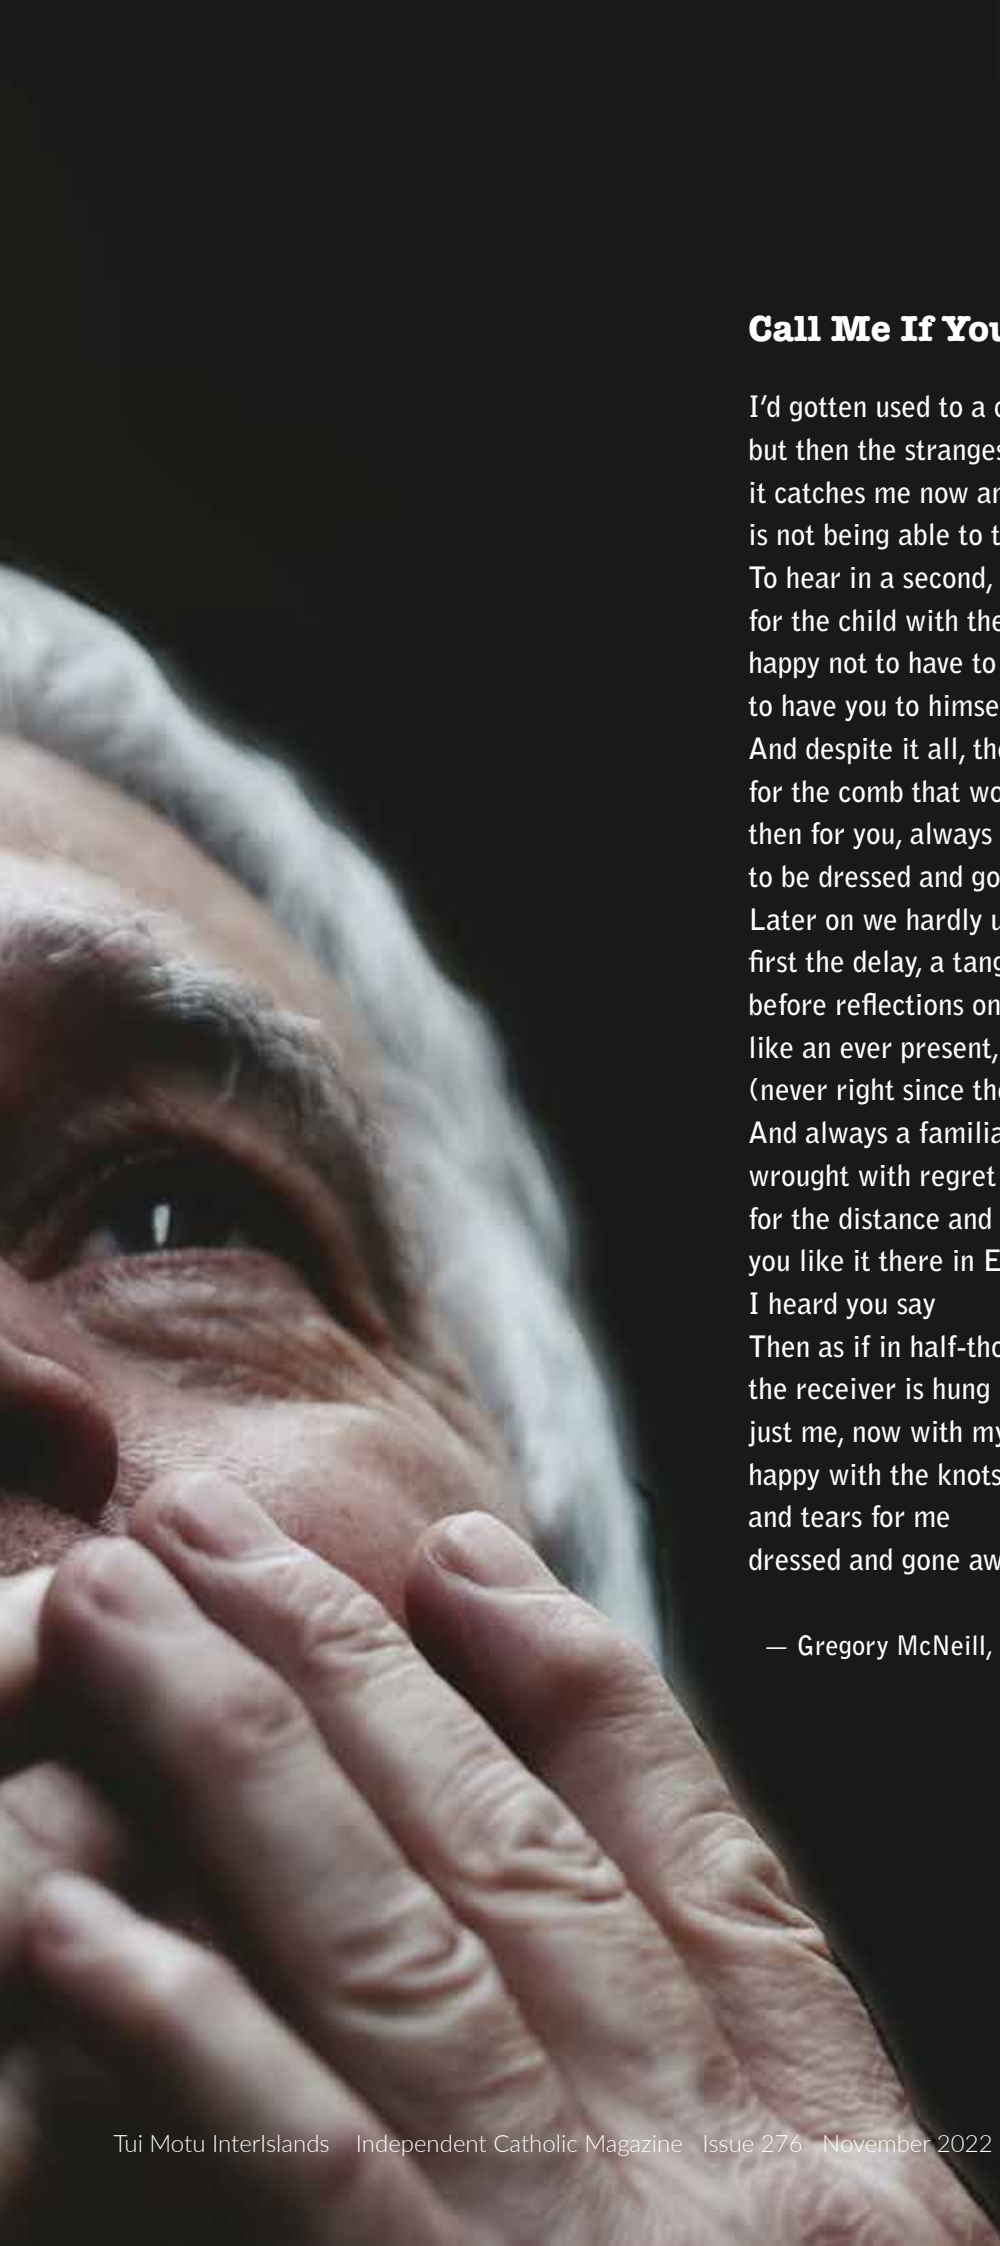 Call Me If You
I'd gotten used to a
but then the stranges
it catches me now
is not being able to
To hear in a second,
for the child with the
happy not to have to
to have you to himse
And despite it all,
for the comb that
then for you, always
to be dressed and
Later on we hardly
first the delay, a
before reflections on
like an ever present,
(never right since
And always a familia
wrought with regret
for the distance and
you like it there in E
I heard you say
Then as if in half-tho
the receiver is hung
just me, now with my
happy with the knots
and tears for me
dressed and gone aw
— Gregory McNeill,
Tui Motu InterIslands Independent Catholic Magazine Issue 276 November 2022